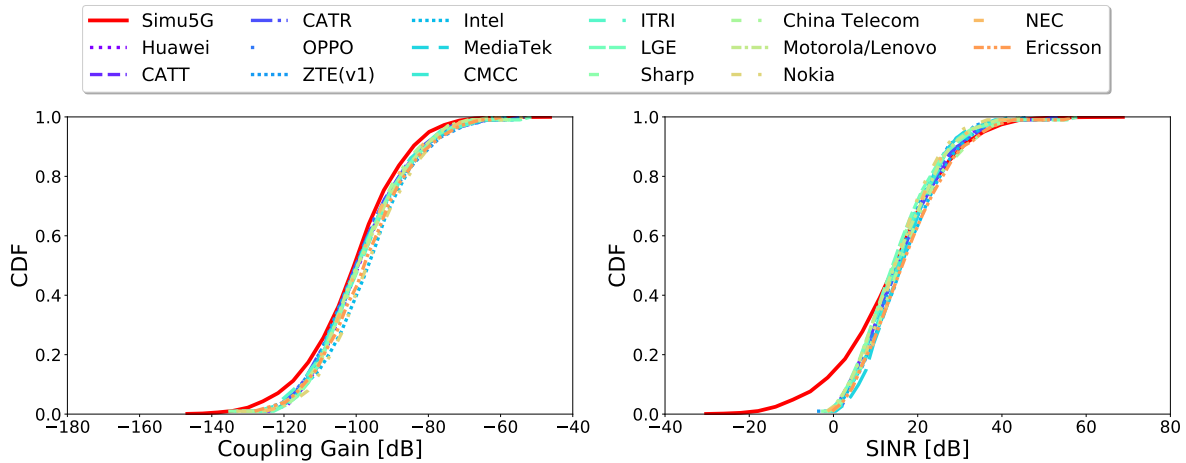 Simu5G CATR Intel ITRI China Telecom NEC
Huawei OPPO MediaTek LGE Motorola/Lenovo Ericsson
CATT ZTE(v1) CMCC Sharp Nokia
1.0 1.0
0.8 0.8
0.6 0.6
CDF CDF
0.4 0.4
0.2 0.2
0.0 0.0
−180 −160 −140 −120 −100 −80 −60 −40 −40 −20 0 20 40 60 80
Coupling Gain [dB] SINR [dB]